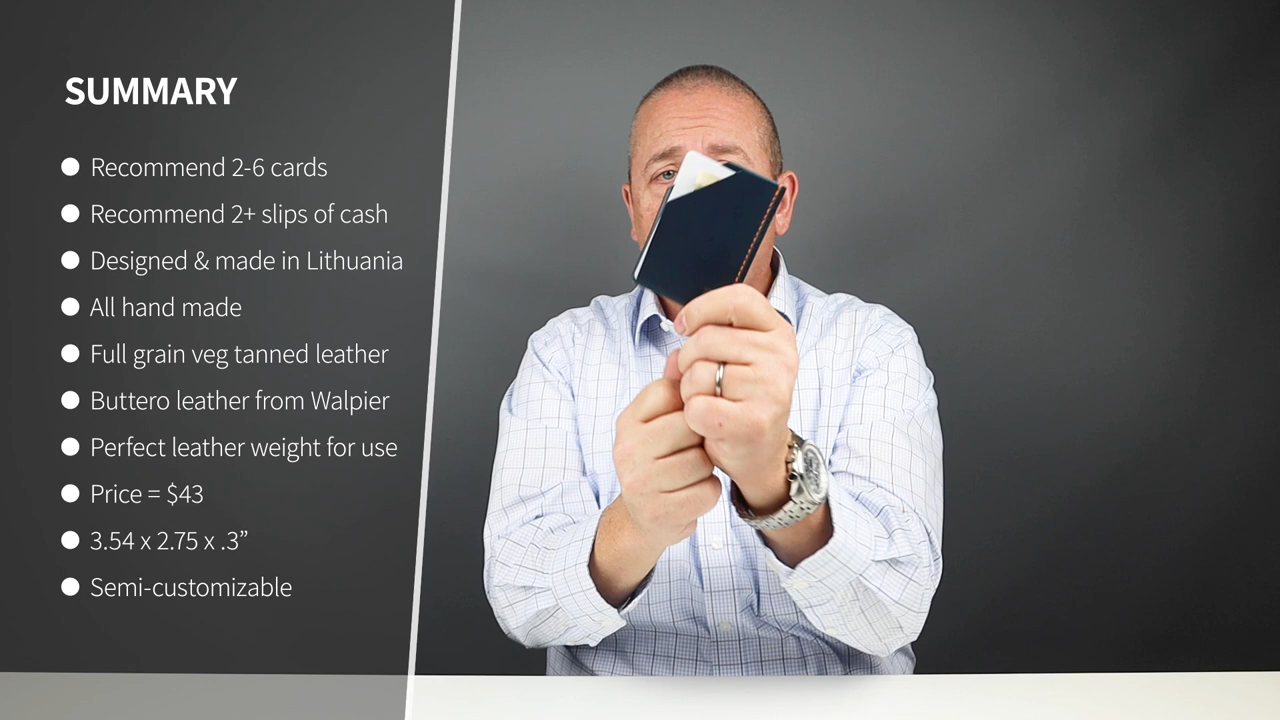 SUMMARY
Recommend 2-6 cards
Recommend 2+ slips of cash
Designed & made in Lithuania
All hand made
Full grain veg tanned leather
Buttero leather from Walpier
Perfect leather weight for use
Price = $43
3.54 x 2.75 x .3”
Semi-customizable